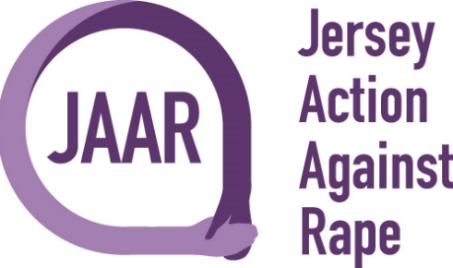 JAAR
Jersey
Action
Against
Rape